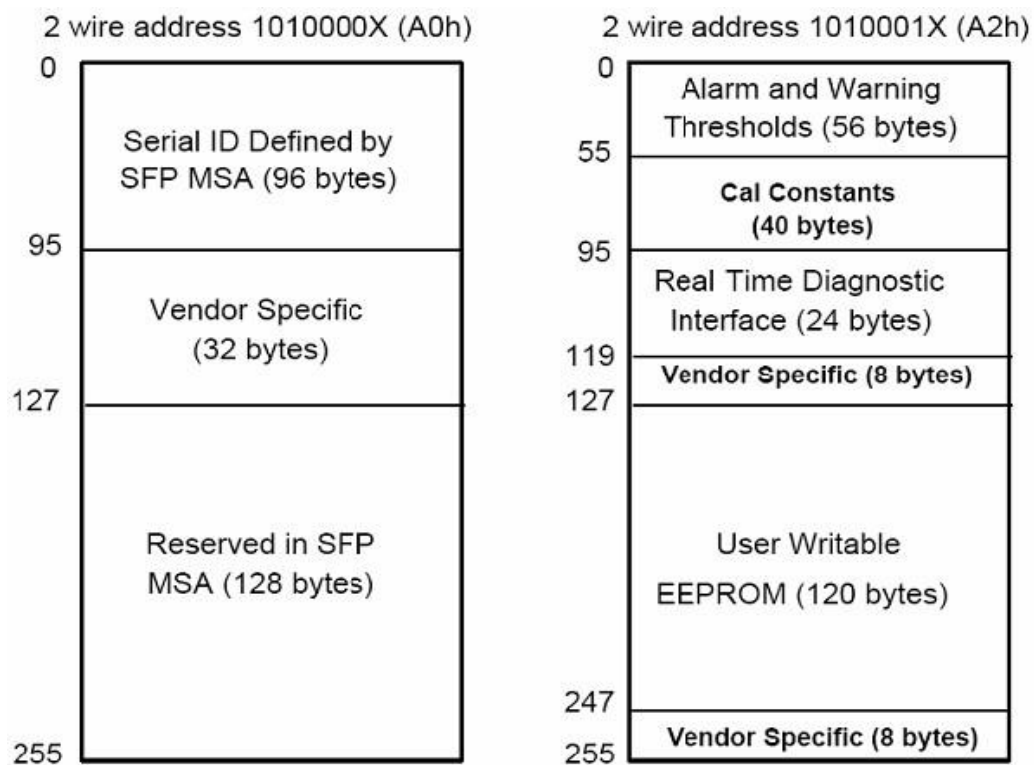 2 wire address 1010000X (A0h)
0
Serial ID Defined by
SFP MSA (96 bytes)
95
Vendor Specific
(32 bytes)
127
Reserved in SFP
MSA (128 bytes)
255
2 wire address 1010001X (A2h)
0
Alarm and Warning
Thresholds (56 bytes)
55
Cal Constants
(40 bytes)
95
Real Time Diagnostic
Interface (24 bytes)
119
Vendor Specific (8 bytes)
127
User Writable
EEPROM (120 bytes)
247
Vendor Specific (8 bytes)
255